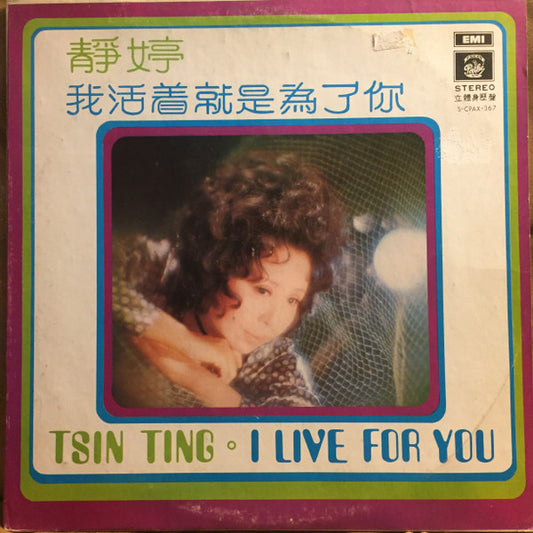 靜婷
我活着就是為了你
EMI
Pathé
STEREO
立體身歷聲
S-CPAX-367
TSIN TING • I LIVE FOR YOU